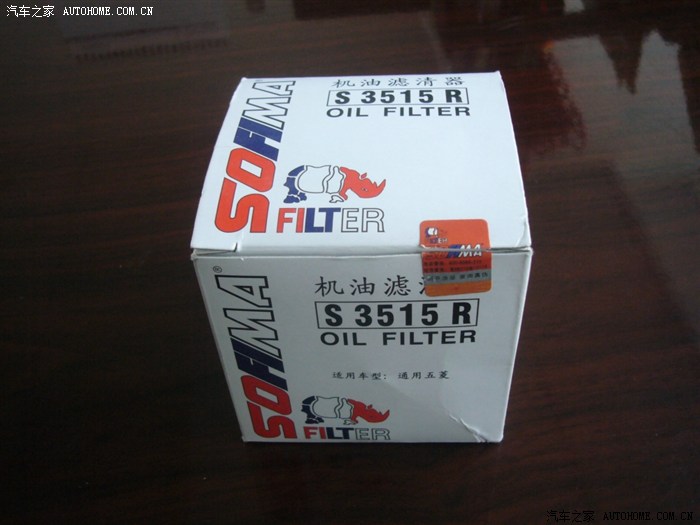 汽车之家 AUTOHOME.COM.CN
机油滤清器
S 3515 R
OIL FILTER
SOFIMA
FILTER
机油滤
S 3515 R
OIL FILTER
适用车型：通用五菱
SOFIMA®
FILTER
汽车之家 AUTOHOME.COM.CN